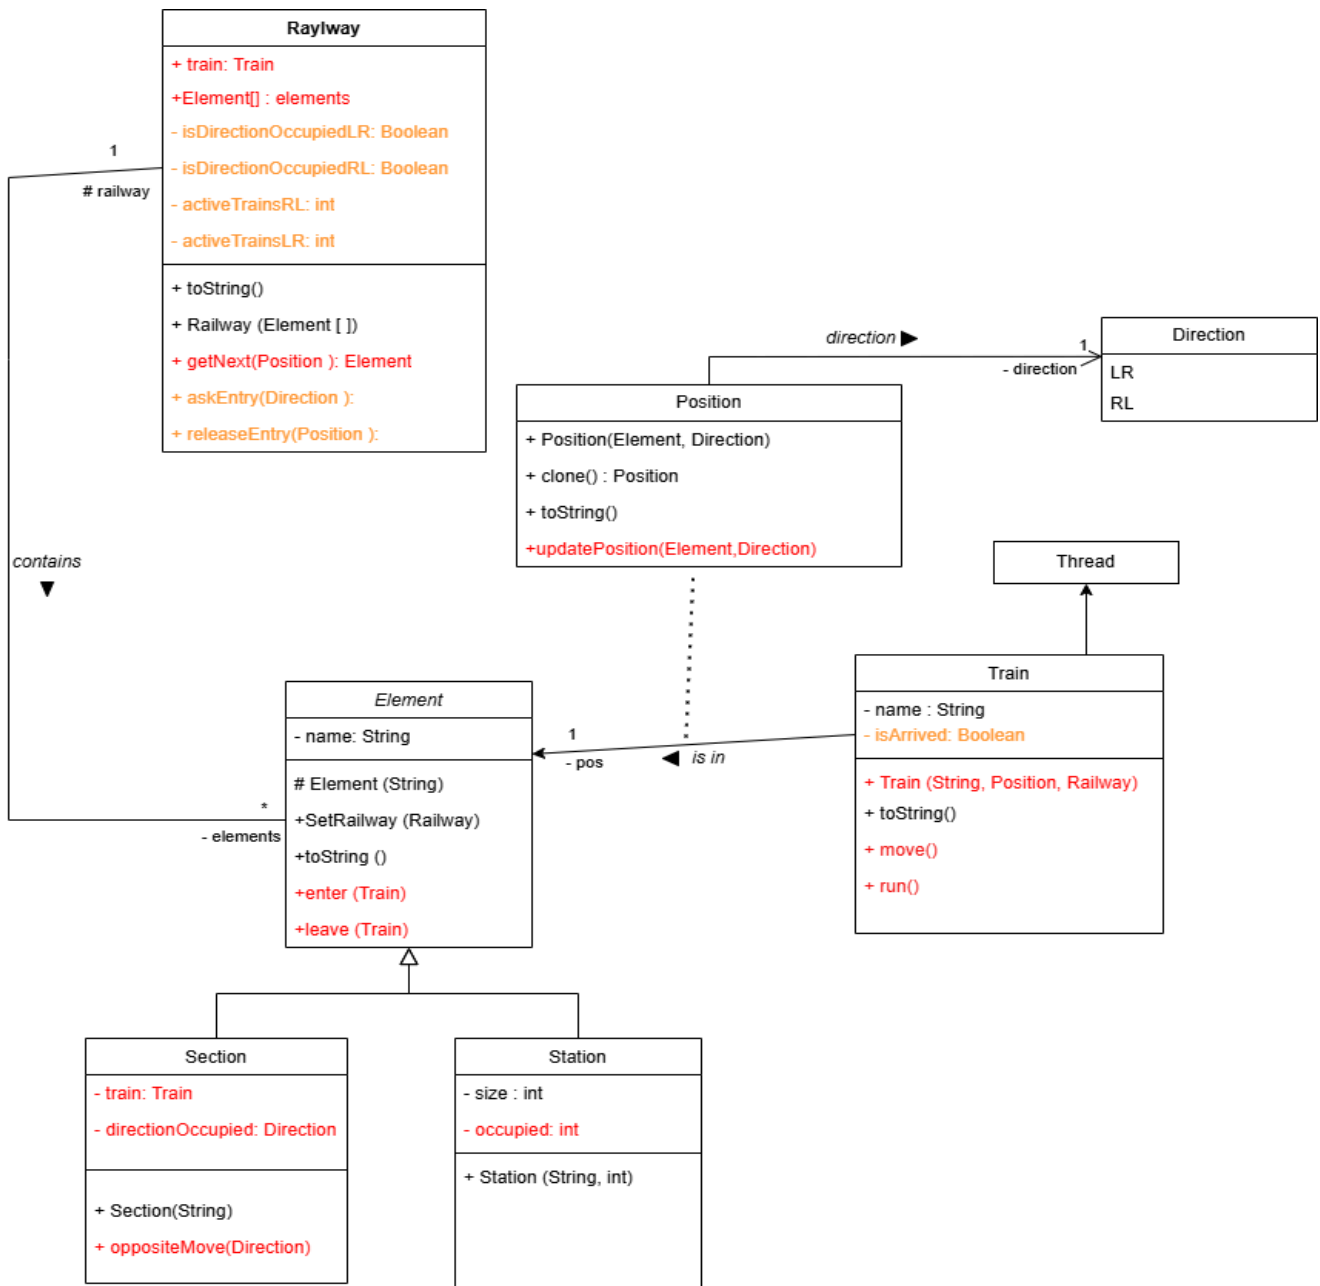 Raylway
+ train: Train
+Element[] : elements
- isDirectionOccupiedLR: Boolean
- isDirectionOccupiedRL: Boolean
- activeTrainsRL: int
- activeTrainsLR: int
+ toString()
+ Railway (Element [ ])
+ getNext(Position ): Element
+ askEntry(Direction ):
+ releaseEntry(Position ):
1
# railway
contains
▼
*
- elements
direction ▶
1
- direction
Direction
LR
RL
Position
+ Position(Element, Direction)
+ clone() : Position
+ toString()
+updatePosition(Element,Direction)
Thread
Train
- name : String
- isArrived: Boolean
+ Train (String, Position, Railway)
+ toString()
+ move()
+ run()
1
- pos
◀ is in
Element
- name: String
# Element (String)
+SetRailway (Railway)
+toString ()
+enter (Train)
+leave (Train)
Section
- train: Train
- directionOccupied: Direction
+ Section(String)
+ oppositeMove(Direction)
Station
- size : int
- occupied: int
+ Station (String, int)